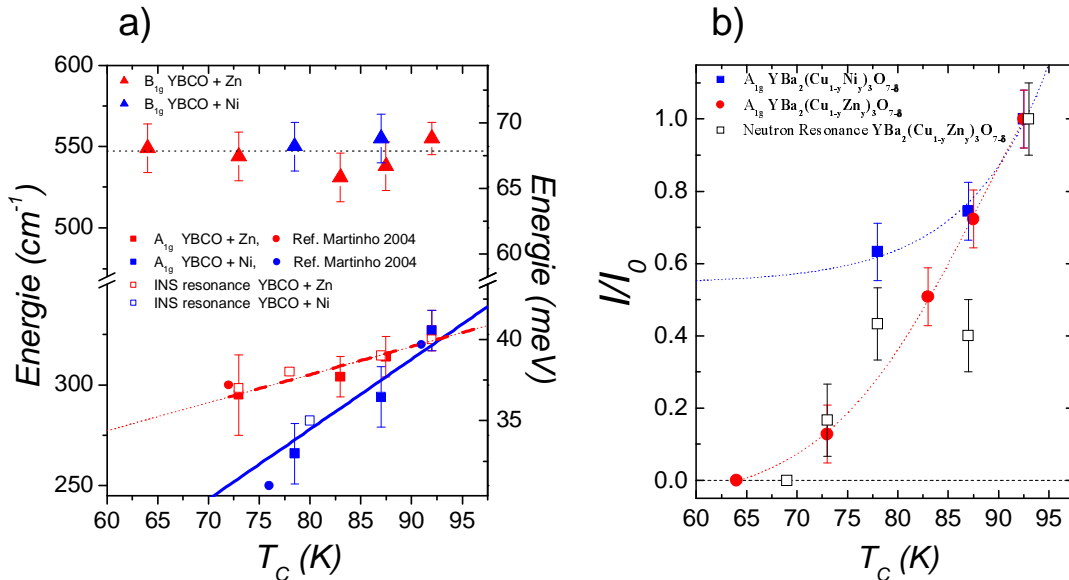 a)
b)
600
550
500
300
250
Energie (cm-1)
B1g YBCO + Zn
B1g YBCO + Ni
A1g YBCO + Zn, Ref. Martinho 2004
A1g YBCO + Ni, Ref. Martinho 2004
INS resonance YBCO + Zn
INS resonance YBCO + Ni
70
65
60
40
35
Energie (meV)
60 65 70 75 80 85 90 95
TC (K)
1.0
0.8
0.6
0.4
0.2
0.0
I/I0
A1g YBa2(Cu1-yNiy)3O7-δ
A1g YBa2(Cu1-yZny)3O7-δ
Neutron Resonance YBa2(Cu1-yZny)3O7-δ
60 65 70 75 80 85 90 95
TC (K)